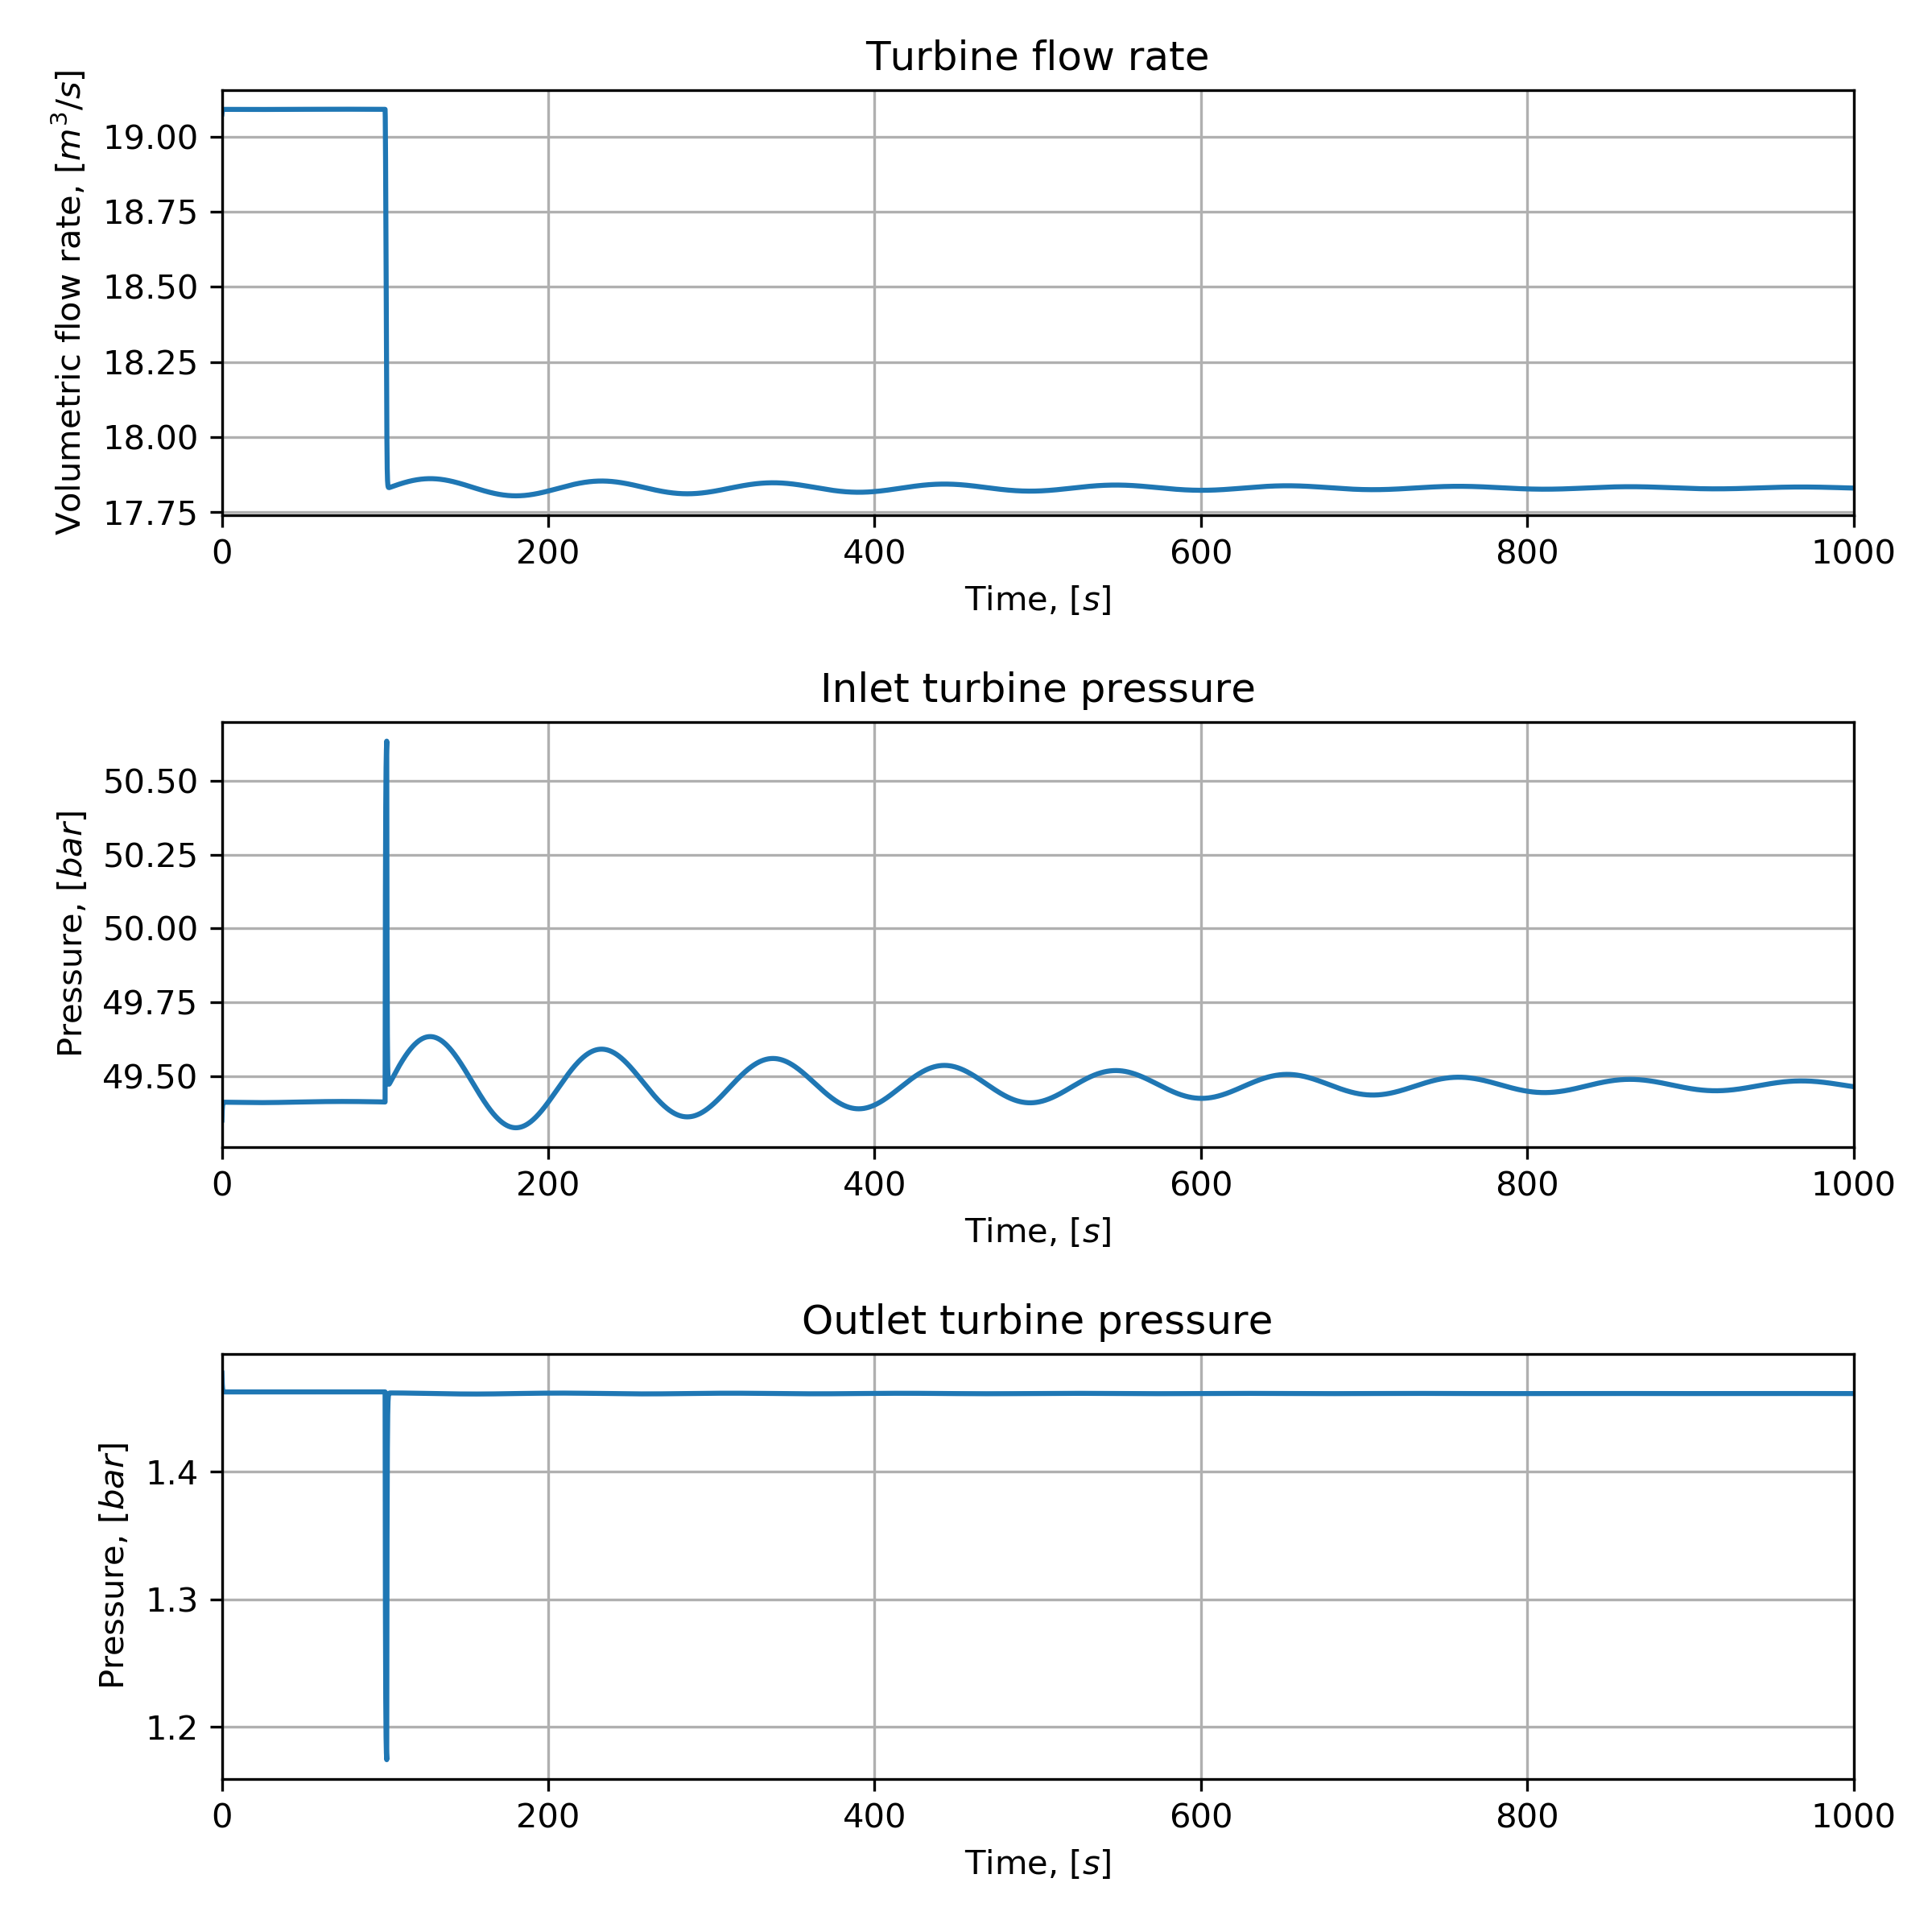 Turbine flow rate
Volumetric flow rate, [m³/s]
19.00
18.75
18.50
18.25
18.00
17.75
0 200 400 600 800 1000
Time, [s]
Inlet turbine pressure
Pressure, [bar]
50.50
50.25
50.00
49.75
49.50
0 200 400 600 800 1000
Time, [s]
Outlet turbine pressure
Pressure, [bar]
1.4
1.3
1.2
0 200 400 600 800 1000
Time, [s]